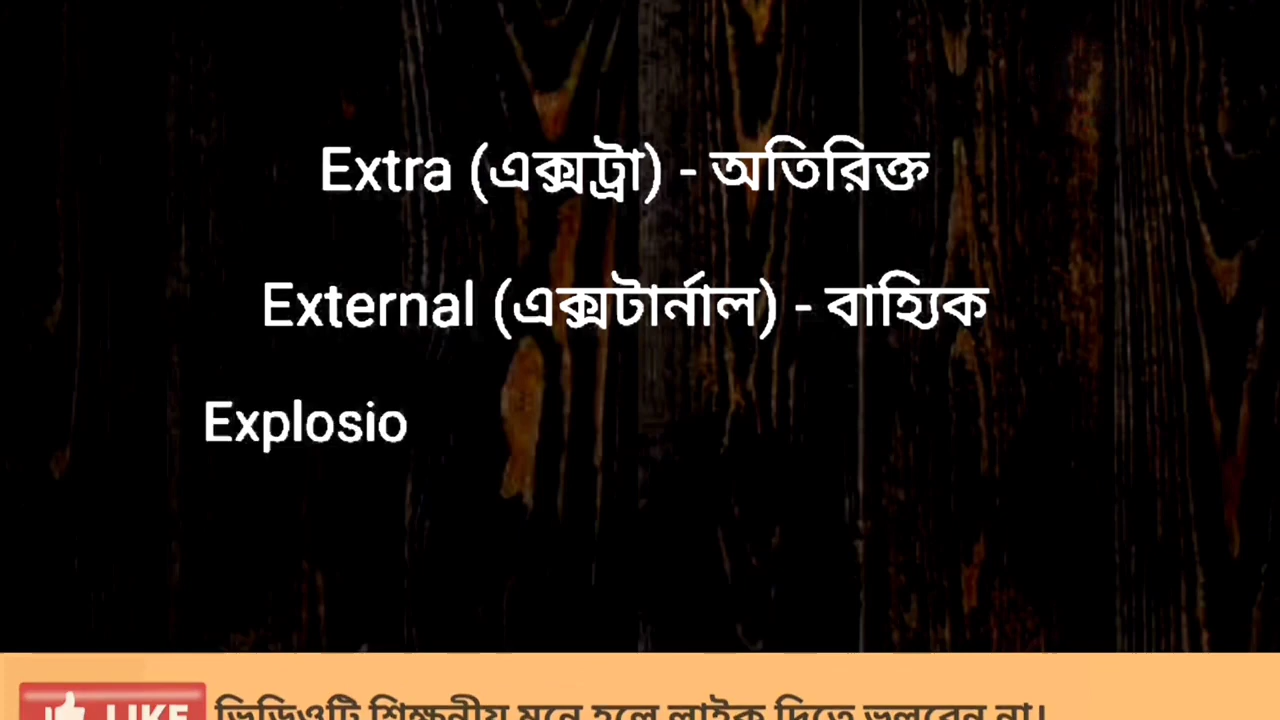 Extra (এক্সট্রা) - অতিরিক্ত
External (এক্সটার্নাল) - বাহ্যিক
Explosio
LIKE ভিডিওটি শিক্ষনীয় মনে হলে লাইক দিতে ভুলবেন না।